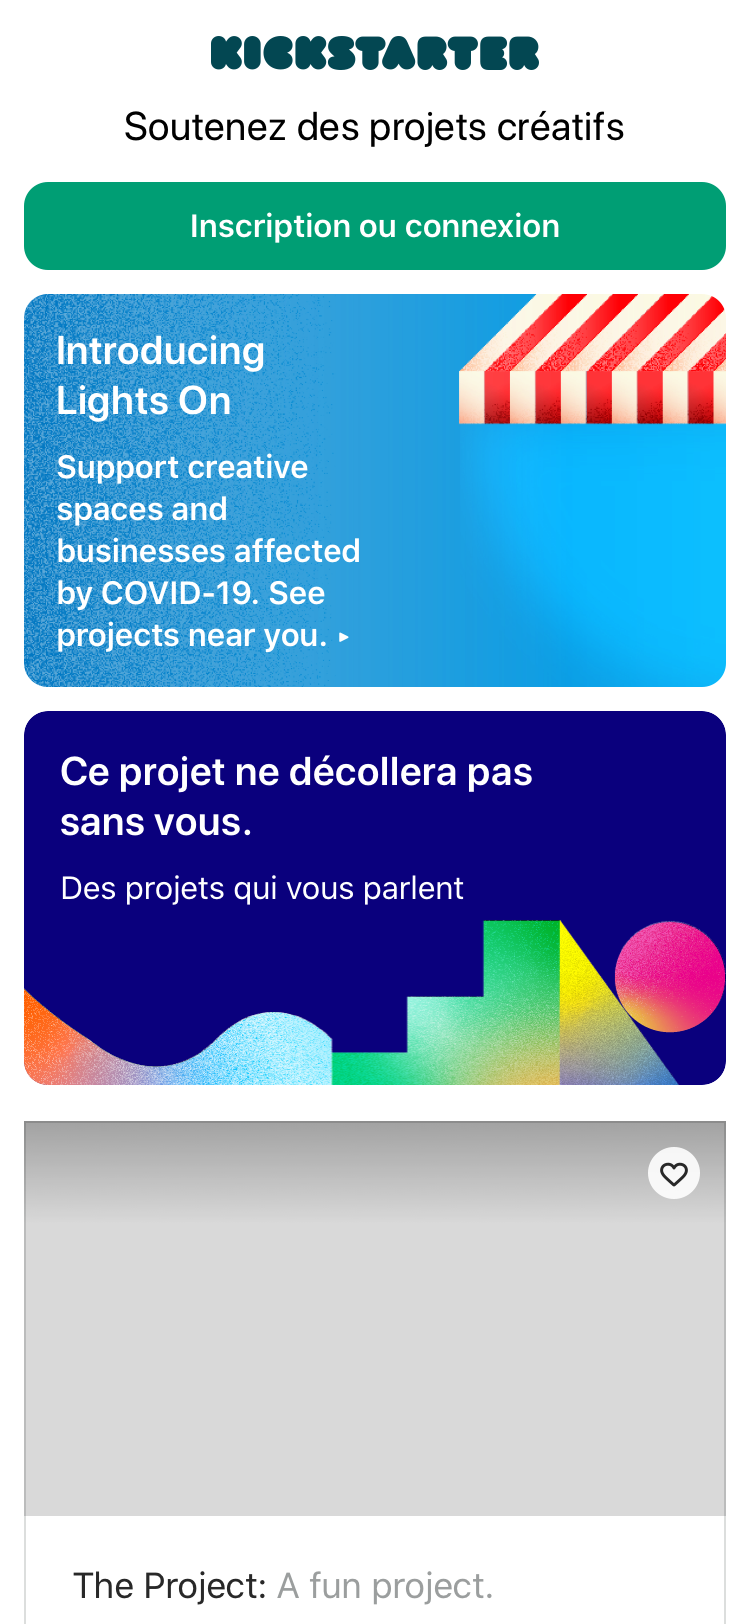 KICKSTARTER
Soutenez des projets créatifs
Inscription ou connexion
Introducing
Lights On
Support creative
spaces and
businesses affected
by COVID-19. See
projects near you. ▸
Ce projet ne décollera pas
sans vous.
Des projets qui vous parlent
The Project: A fun project.